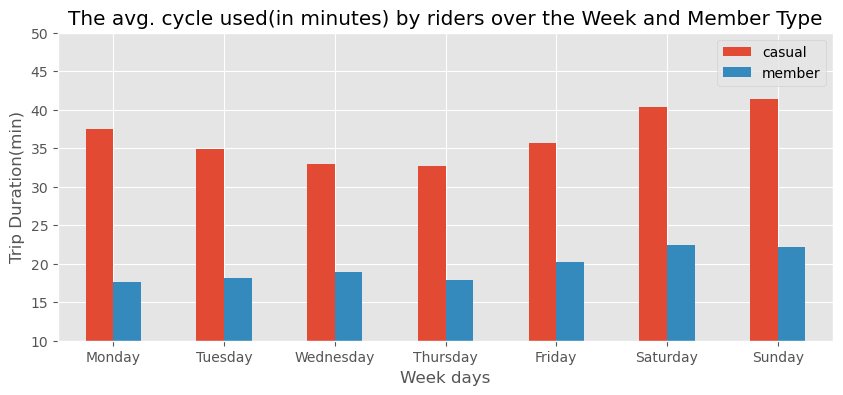 The avg. cycle used(in minutes) by riders over the Week and Member Type
50
45
40
35
30
25
20
15
10
Trip Duration(min)
casual
member
Monday Tuesday Wednesday Thursday Friday Saturday Sunday
Week days